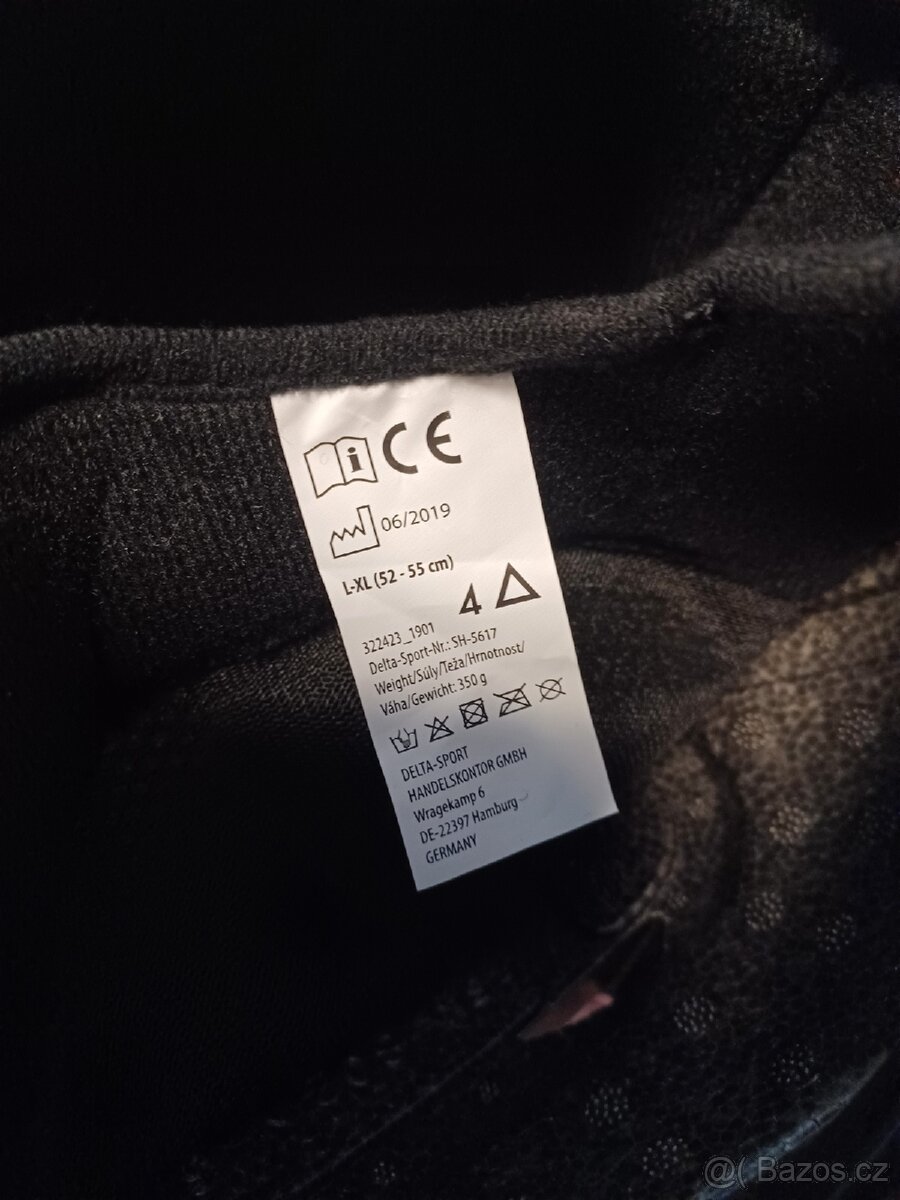 i CE
06/2019
L-XL (52 - 55 cm)
4
322423_1901
Delta-Sport-Nr.: SH-5617
Weight/Súly/Teža/Hrnotnost/
Váha/Gewicht: 350 g
DELTA-SPORT
HANDELSKONTOR GMBH
Wragekamp 6
DE-22397 Hamburg
GERMANY
@( Bazos.cz